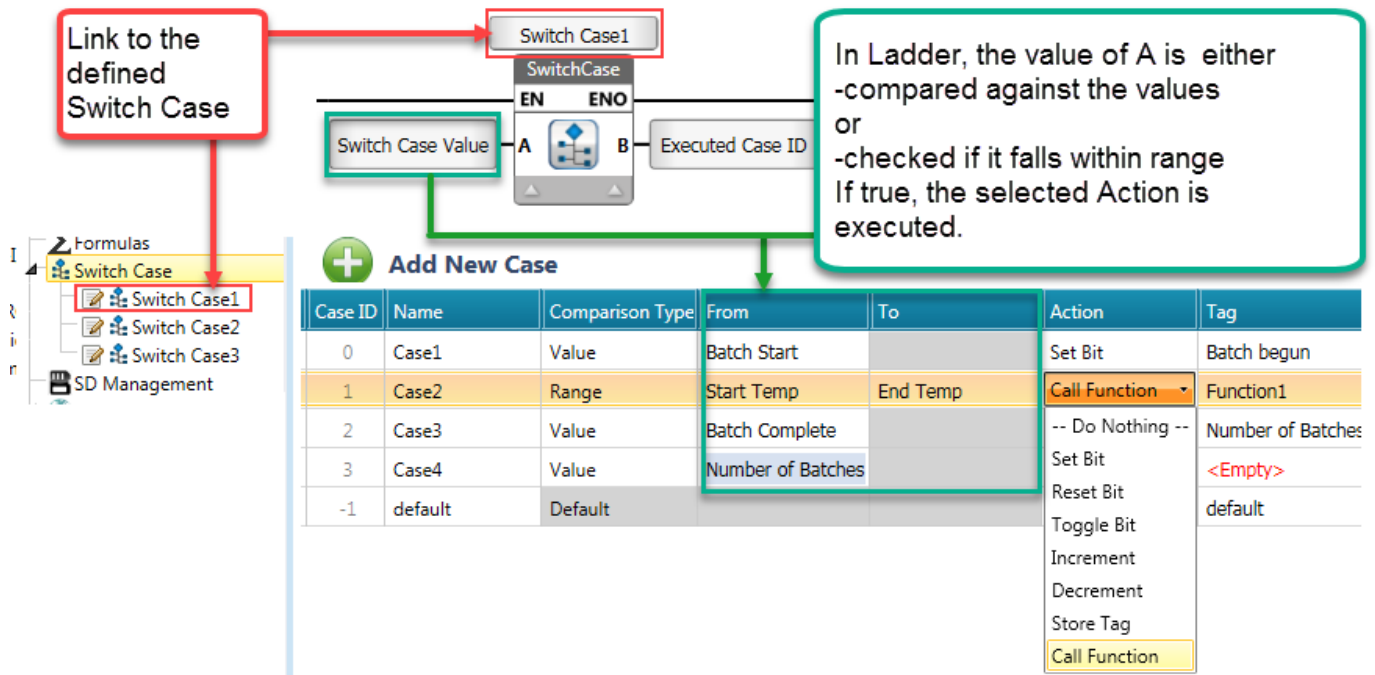 Link to the
defined
Switch Case
Switch Case1
SwitchCase
EN ENO
Switch Case Value
A
B
Executed Case ID
In Ladder, the value of A is either
-compared against the values
or
-checked if it falls within range
If true, the selected Action is
executed.
Formulas
Switch Case
Switch Case1
Switch Case2
Switch Case3
SD Management
Add New Case
Case ID Name Comparison Type From To Action Tag
0 Case1 Value Batch Start Set Bit Batch begun
1 Case2 Range Start Temp End Temp Call Function Function1
2 Case3 Value Batch Complete Number of Batches
3 Case4 Value Number of Batches <Empty>
-1 default Default default
-- Do Nothing --
Set Bit
Reset Bit
Toggle Bit
Increment
Decrement
Store Tag
Call Function